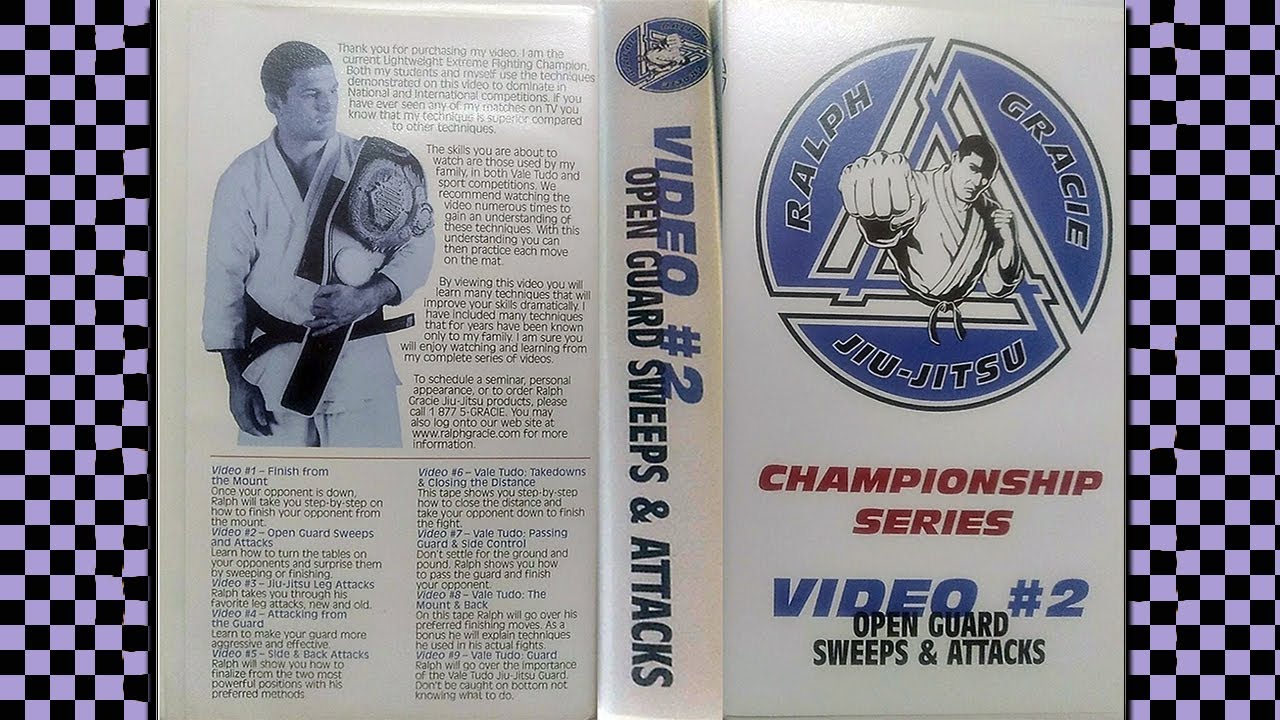 Thank you for purchasing my video. I am the
current Lightweight Extreme Fighting Champion.
Both my students and myself use the techniques
demonstrated on this video to dominate in
National and International competitions. If you
have ever seen any of my matches on TV you
know that my technique is superior compared
to other techniques.
The skills you are about to
watch are those used by my
family, in both Vale Tudo and
sport competitions. We
recommend watching the
video numerous times to
gain an understanding of
these techniques. With this
understanding you can
then practice each move
on the mat.
By viewing this video you will
learn many techniques that will
improve your skills dramatically. I
have included many techniques
that for years have been known
only to my family. I am sure you
will enjoy watching and learning from
my complete series of videos.
To schedule a seminar, personal
appearance, or to order Ralph
Gracie Jiu-Jitsu products, please
call 1 877 5-GRACIE. You may
also log onto our web site at
www.ralphgracie.com for more
information.
Video #1 – Finish from
the Mount
Once your opponent is down,
Ralph will take you step-by-step on
how to finish your opponent from
the mount.
Video #2 – Open Guard Sweeps
and Attacks
Learn how to turn the tables on
your opponents and surprise them
by sweeping or finishing.
Video #3 – Jiu-Jitsu Leg Attacks
Ralph takes you through his
favorite leg attacks, new and old.
Video #4 – Attacking from
the Guard
Learn to make your guard more
aggressive and effective.
Video #5 – Side & Back Attacks
Ralph will show you how to
finalize from the two most
powerful positions with his
preferred methods
Video #6 – Vale Tudo: Takedowns
& Closing the Distance
This tape shows you step-by-step
how to close the distance and
take your opponent down to finish
the fight.
Video #7 – Vale Tudo: Passing
Guard & Side Control
Don't settle for the ground and
pound. Ralph shows you how
to pass the guard and finish
your opponent.
Video #8 – Vale Tudo: The
Mount & Back
On this tape Ralph will go over his
preferred finishing moves. As a
bonus he will explain techniques
he used in his actual fights.
Video #9 – Vale Tudo: Guard
Ralph will go over the importance
of the Vale Tudo Jiu-Jitsu Guard.
Don't be caught on bottom not
knowing what to do.
RALPH GRACIE JIU-JITSU
VIDEO #2
OPEN GUARD SWEEPS & ATTACKS
RALPH GRACIE
JIU-JITSU
CHAMPIONSHIP
SERIES
VIDEO #2
OPEN GUARD
SWEEPS & ATTACKS